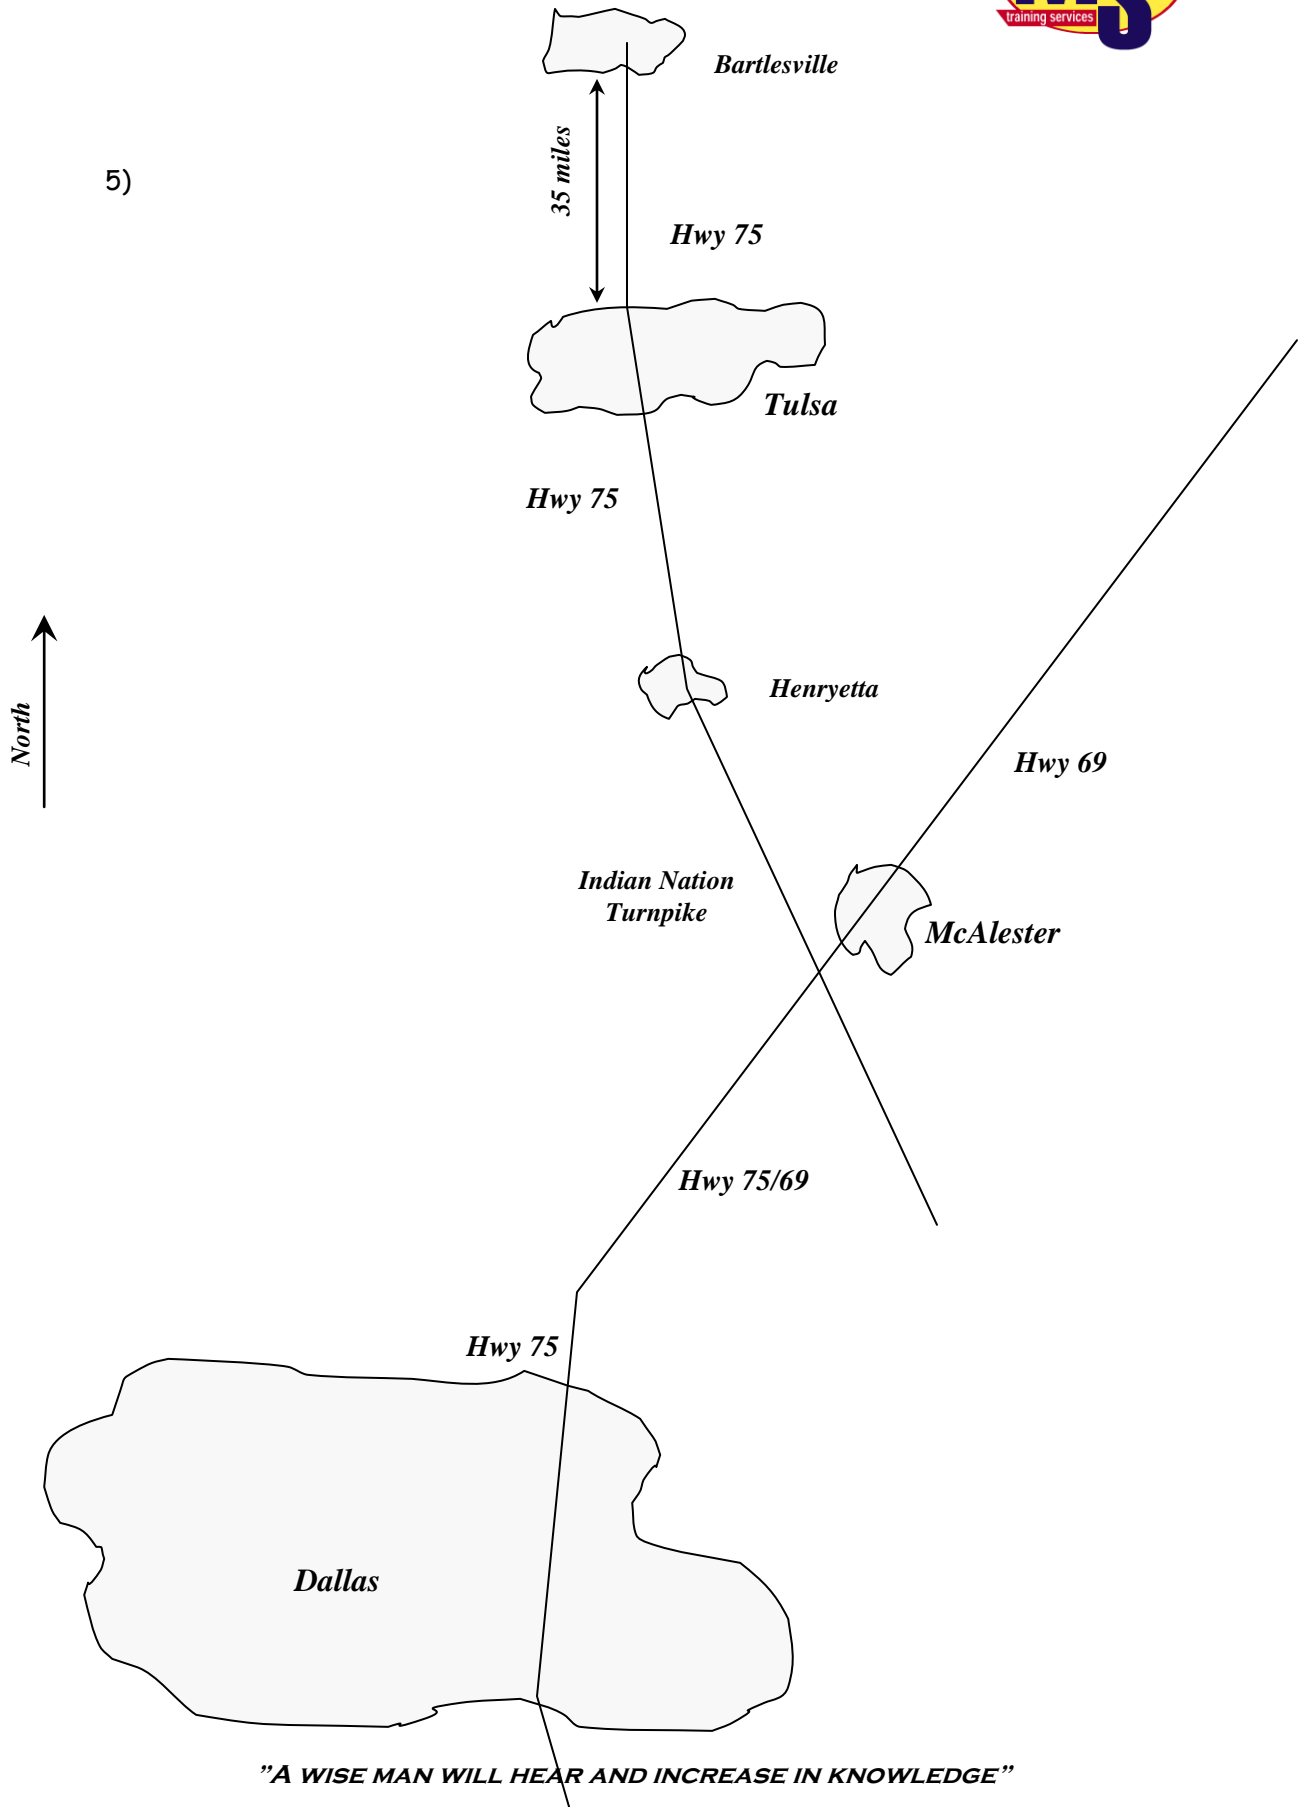 MS
training services
Bartlesville
35 miles
5)
Hwy 75
Tulsa
Hwy 75
Henryetta
North
Hwy 69
Indian Nation
Turnpike
McAlester
Hwy 75/69
Hwy 75
Dallas
”A WISE MAN WILL HEAR AND INCREASE IN KNOWLEDGE”